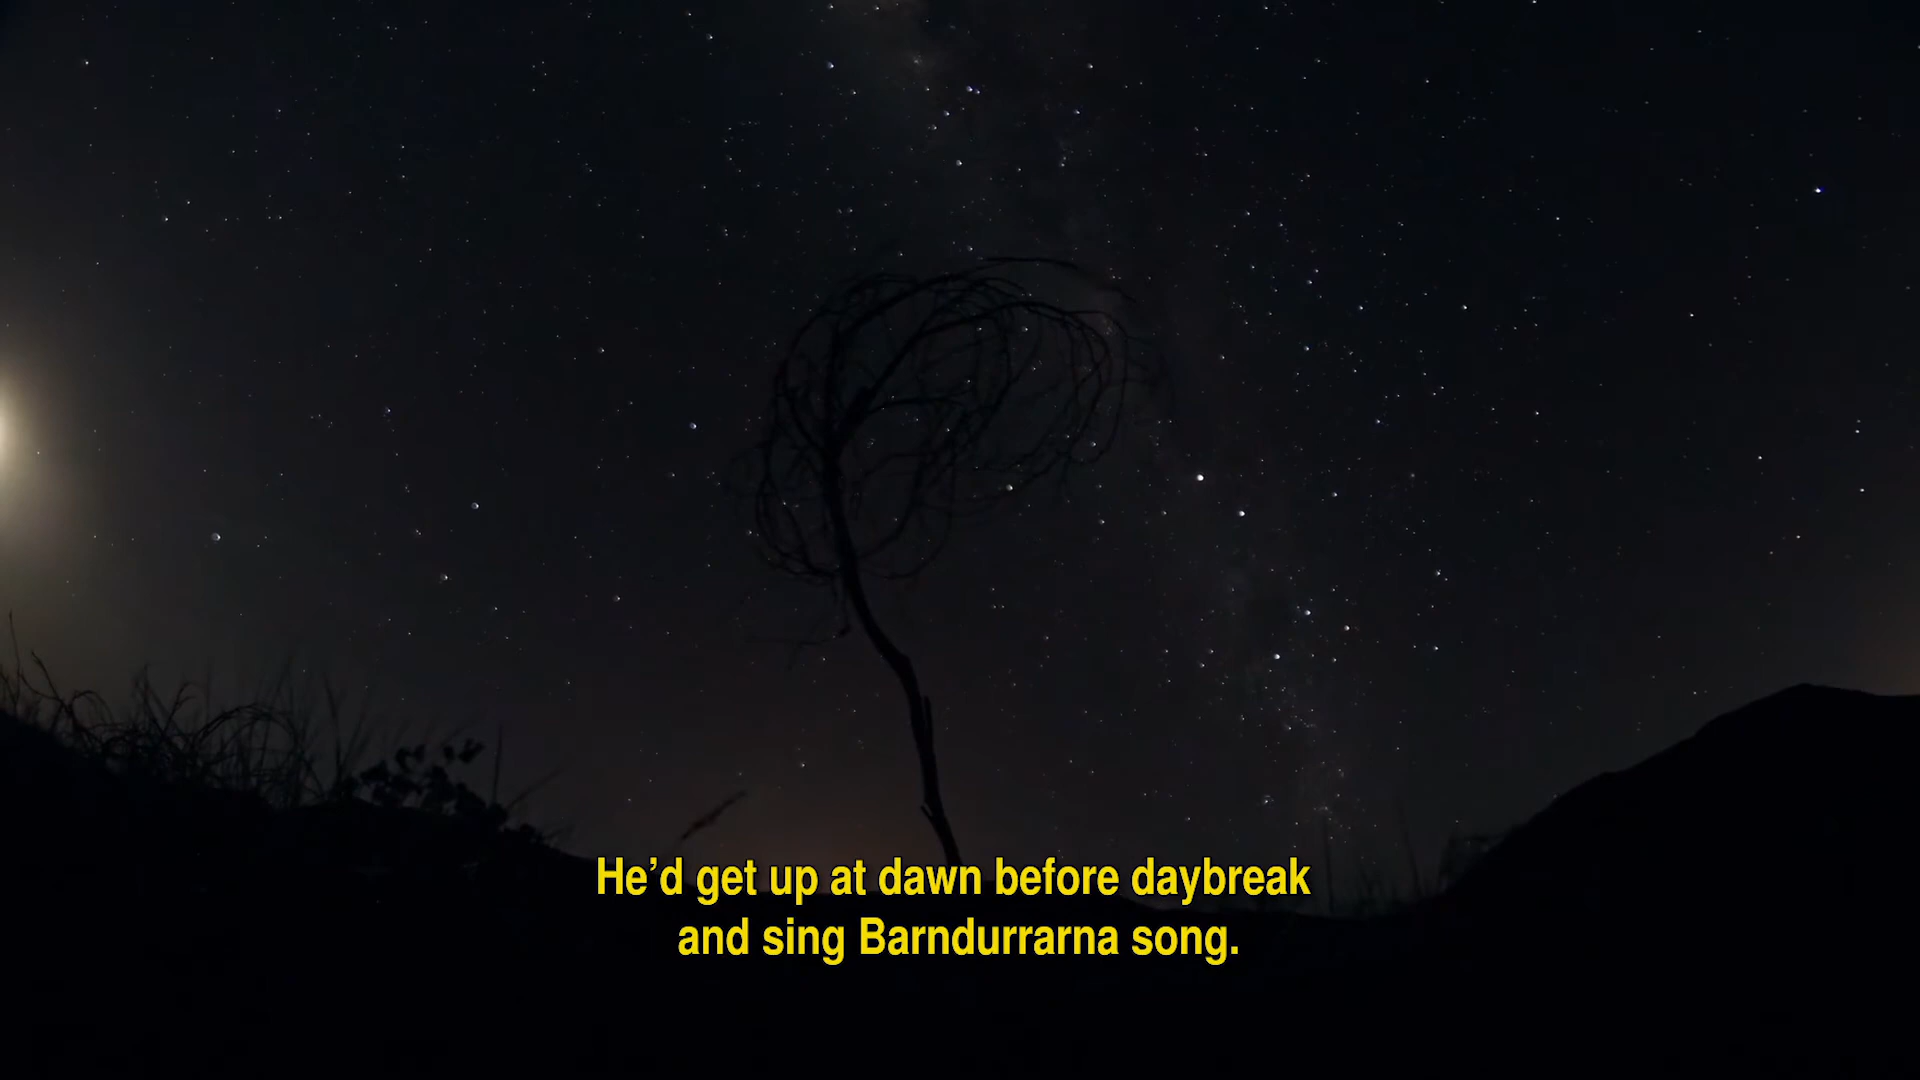 He’d get up at dawn before daybreak
and sing Barndurrarna song.